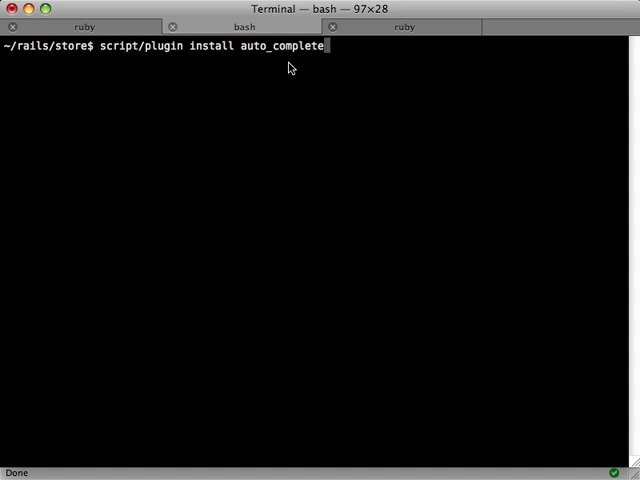 Terminal — bash — 97×28
ruby
bash
ruby
~/rails/store$ script/plugin install auto_complete
Done